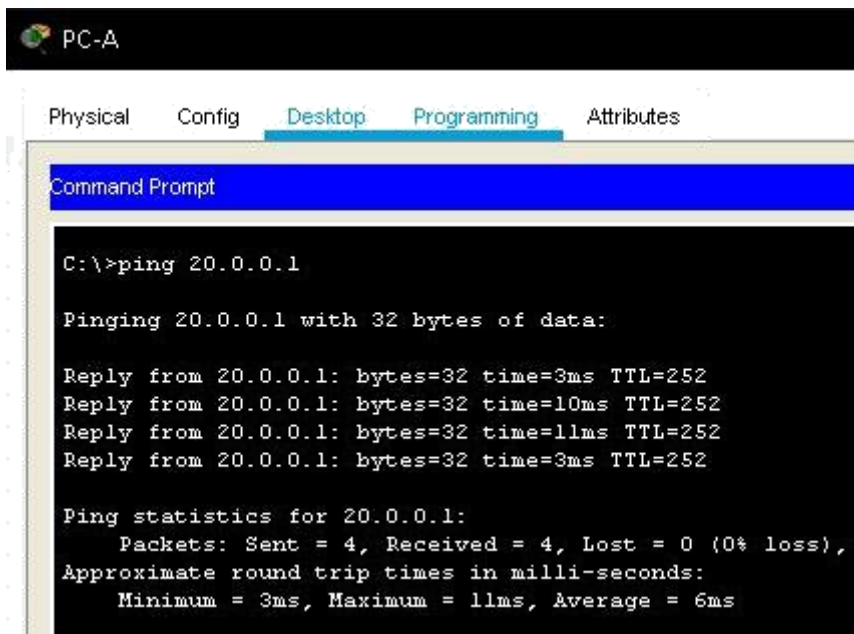 PC-A
Physical Config Desktop Programming Attributes
Command Prompt
C:\>ping 20.0.0.1
Pinging 20.0.0.1 with 32 bytes of data:
Reply from 20.0.0.1: bytes=32 time=3ms TTL=252
Reply from 20.0.0.1: bytes=32 time=10ms TTL=252
Reply from 20.0.0.1: bytes=32 time=11ms TTL=252
Reply from 20.0.0.1: bytes=32 time=3ms TTL=252
Ping statistics for 20.0.0.1:
Packets: Sent = 4, Received = 4, Lost = 0 (0% loss),
Approximate round trip times in milli-seconds:
Minimum = 3ms, Maximum = 11ms, Average = 6ms